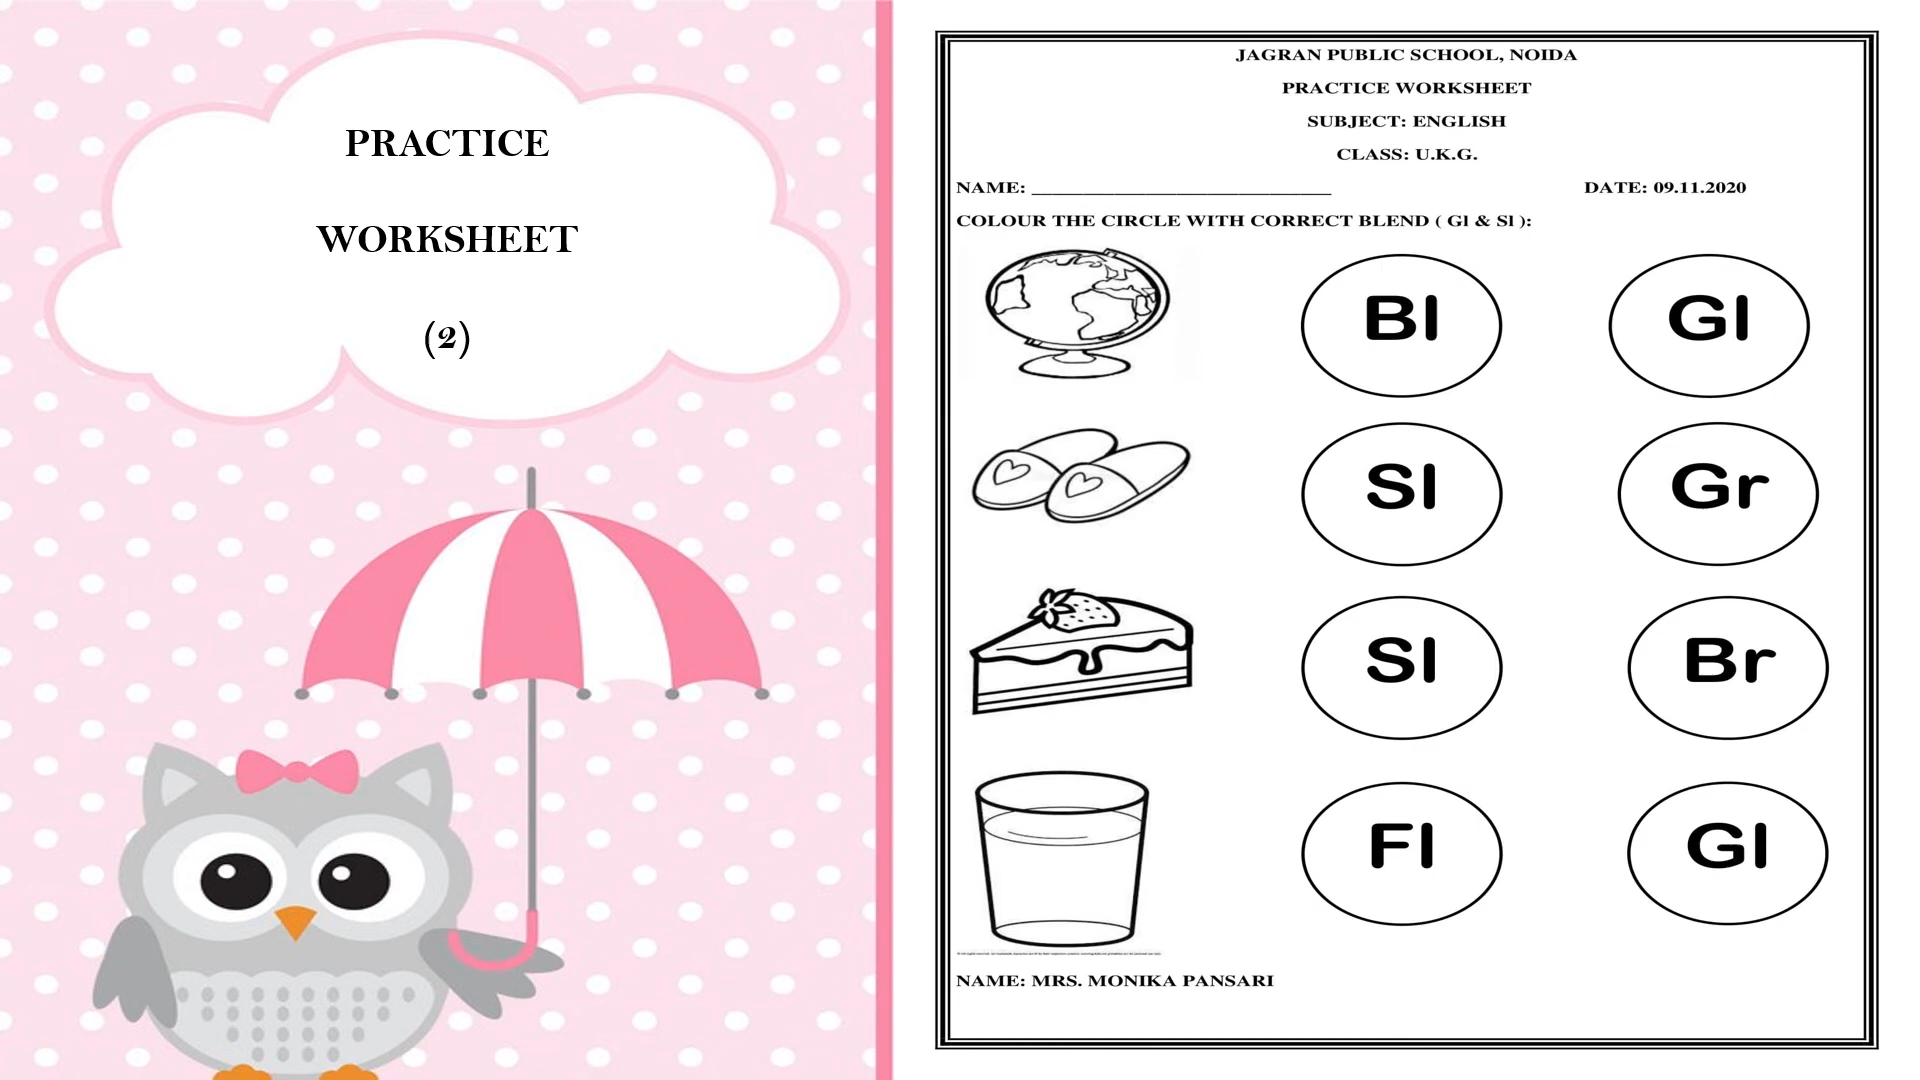 PRACTICE
WORKSHEET
(2)
JAGRAN PUBLIC SCHOOL, NOIDA
PRACTICE WORKSHEET
SUBJECT: ENGLISH
CLASS: U.K.G.
NAME: ______________________________ DATE: 09.11.2020
COLOUR THE CIRCLE WITH CORRECT BLEND ( Gl & Sl ):
Bl Gl
Sl Gr
Sl Br
Fl Gl
NAME: MRS. MONIKA PANSARI